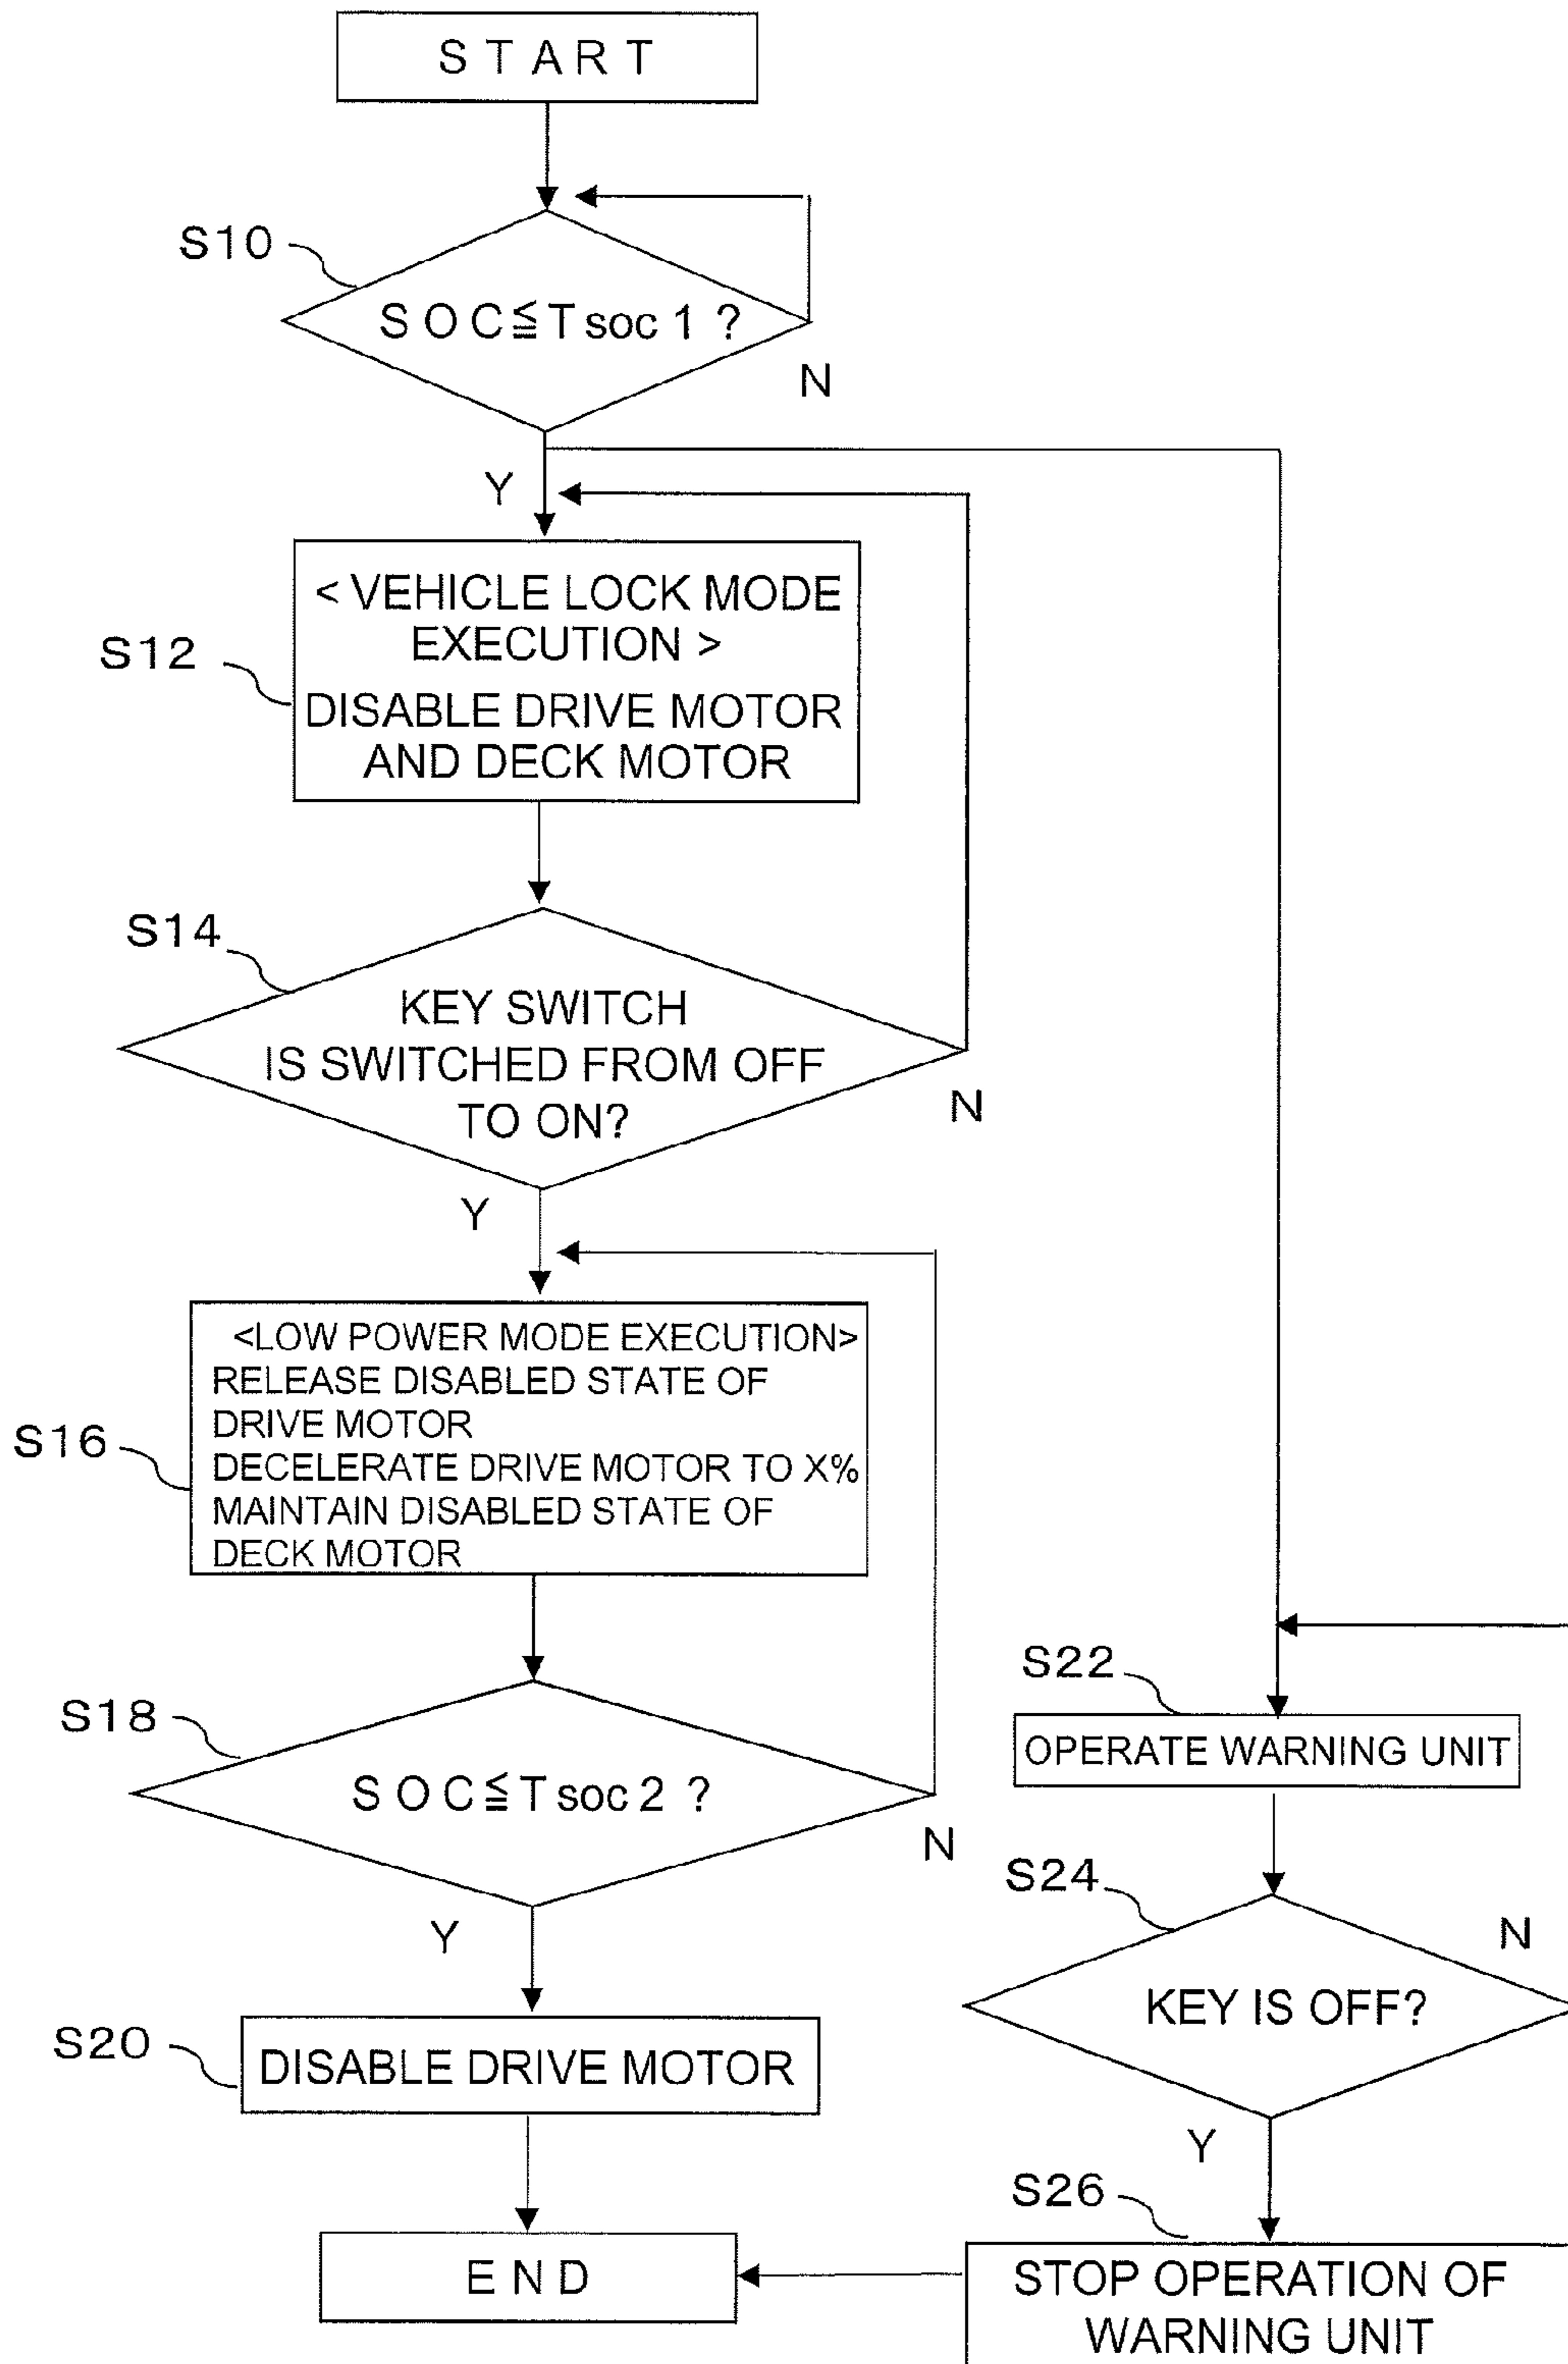 START
S10
S O C ≦ T soc 1 ?
N
Y
S12
< VEHICLE LOCK MODE
EXECUTION >
DISABLE DRIVE MOTOR
AND DECK MOTOR
S14
KEY SWITCH
IS SWITCHED FROM OFF
TO ON?
N
Y
S16
<LOW POWER MODE EXECUTION>
RELEASE DISABLED STATE OF
DRIVE MOTOR
DECELERATE DRIVE MOTOR TO X%
MAINTAIN DISABLED STATE OF
DECK MOTOR
S18
S O C ≦ T soc 2 ?
N
Y
S20
DISABLE DRIVE MOTOR
END
S22
OPERATE WARNING UNIT
S24
N
KEY IS OFF?
Y
S26
STOP OPERATION OF
WARNING UNIT